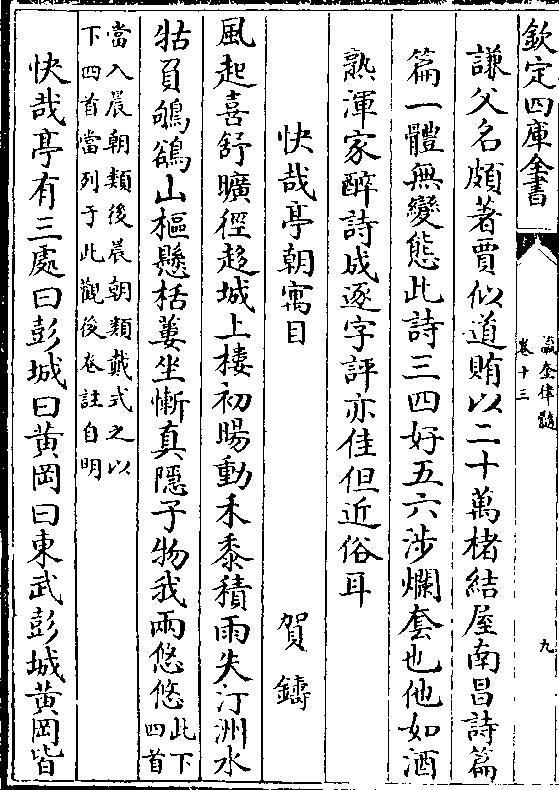 欽定四庫全書
瀛奎律髓
卷十三
九
謙父名頗著賈似道賄以二十萬楮結屋南昌詩篇
篇一體無變態此詩三四好五六涉爛套也他如酒
熟渾家醉詩成逐字評亦佳但近俗耳
快哉亭朝寓目
賀鑄
風起喜舒曠徑趍城上樓初暘動禾黍積雨失汀洲水
牯負鵁鶄山樞懸栝蔞坐慚真隱子物我兩悠悠此下
四首
當入晨朝類後晨朝類戴式之以
下四首當列于此觀後卷註自明
快哉亭有三處曰彭城曰黄岡曰東武彭城黄岡皆